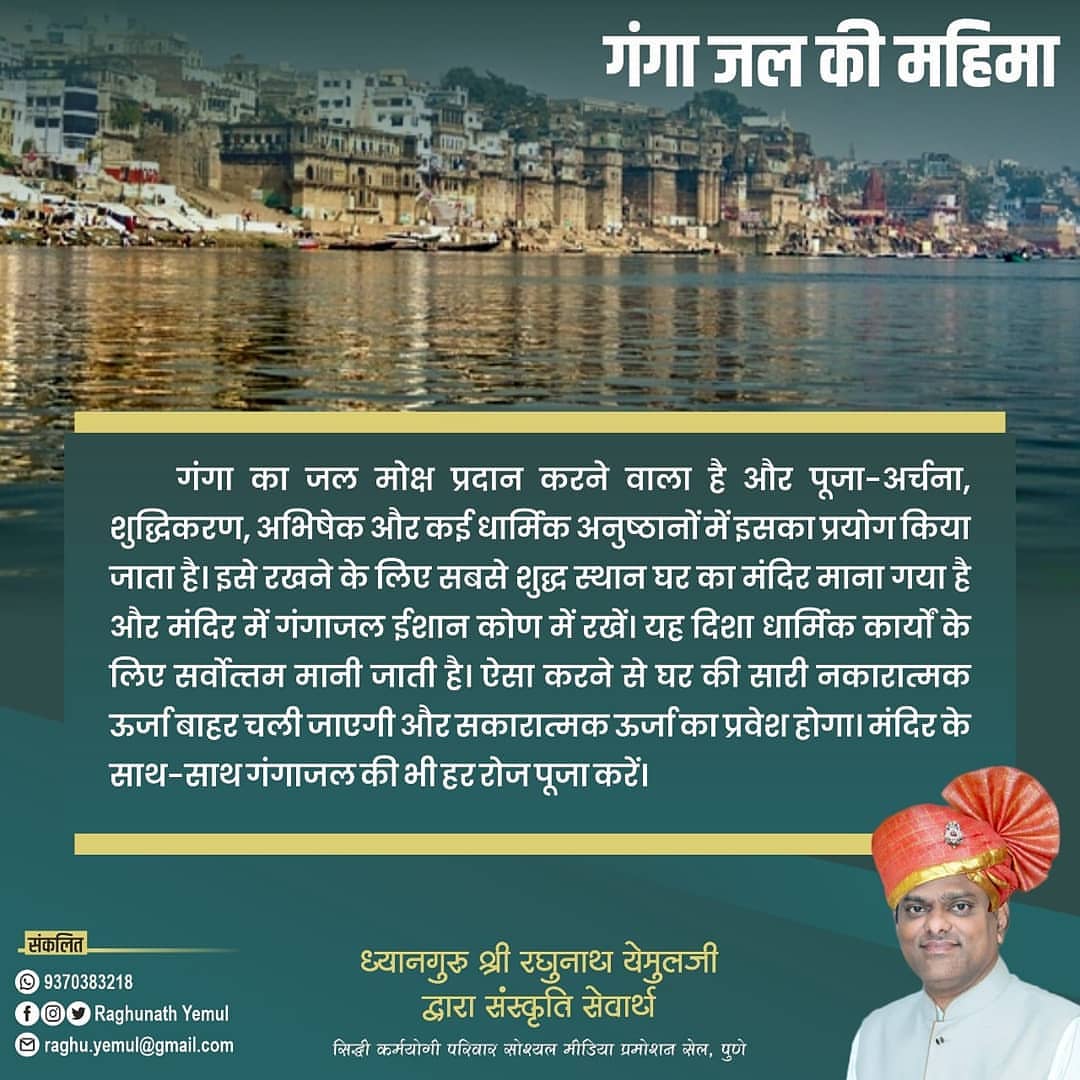 गंगा जल की महिमा
गंगा का जल मोक्ष प्रदान करने वाला है और पूजा-अर्चना,
शुद्धिकरण, अभिषेक और कई धार्मिक अनुष्ठानों में इसका प्रयोग किया
जाता है। इसे रखने के लिए सबसे शुद्ध स्थान घर का मंदिर माना गया है
और मंदिर में गंगाजल ईशान कोण में रखें। यह दिशा धार्मिक कार्यों के
लिए सर्वोत्तम मानी जाती है। ऐसा करने से घर की सारी नकारात्मक
ऊर्जा बाहर चली जाएगी और सकारात्मक ऊर्जा का प्रवेश होगा। मंदिर के
साथ-साथ गंगाजल की भी हर रोज पूजा करें।
संकलित
9370383218
Raghunath Yemul
raghu.yemul@gmail.com
ध्यानगुरु श्री रघुनाथ येमुलजी
द्वारा संस्कृति सेवार्थ
सिद्धी कर्मयोगी परिवार सोश्यल मीडिया प्रमोशन सेल, पुणे